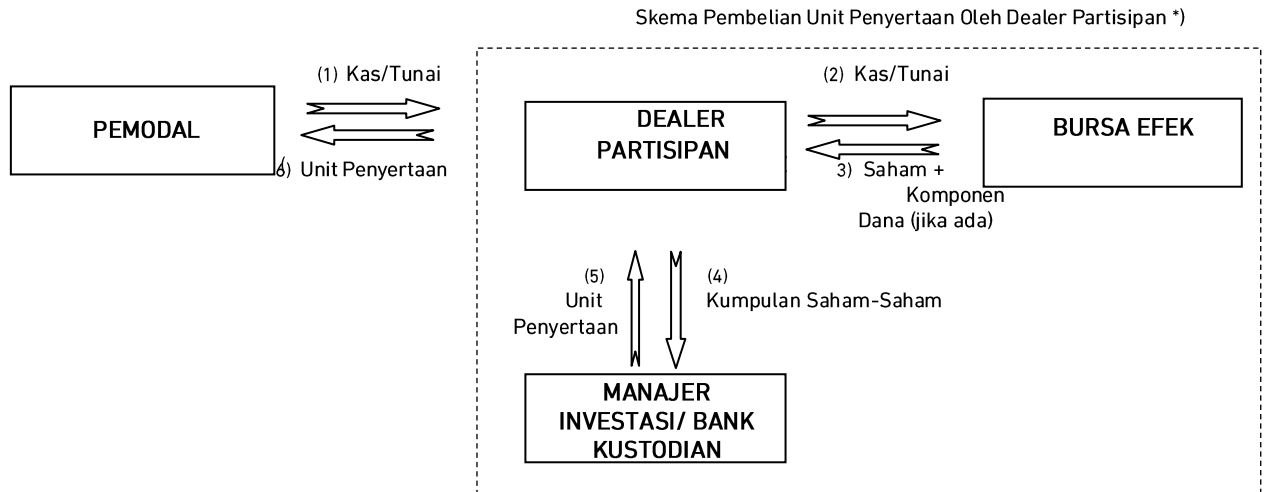 Skema Pembelian Unit Penyertaan Oleh Dealer Partisipan *)
(1) Kas/Tunai
(2) Kas/Tunai
PEMODAL
DEALER
PARTISIPAN
BURSA EFEK
(6) Unit Penyertaan
3) Saham +
Komponen
Dana (jika ada)
(5)
Unit
Penyertaan
(4)
Kumpulan Saham-Saham
MANAJER
INVESTASI/ BANK
KUSTODIAN